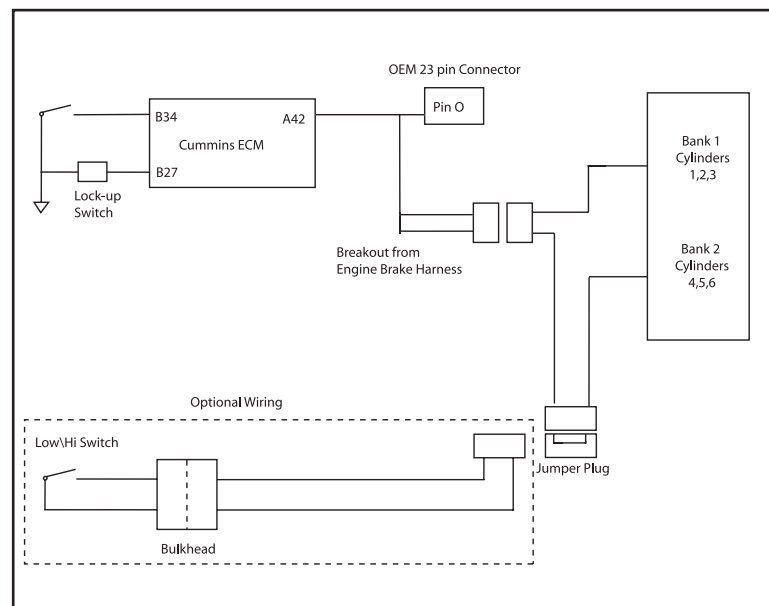 OEM 23 pin Connector
Pin O
B34
A42
Cummins ECM
B27
Lock-up
Switch
Breakout from
Engine Brake Harness
Bank 1
Cylinders
1,2,3
Bank 2
Cylinders
4,5,6
Optional Wiring
Low\Hi Switch
Jumper Plug
Bulkhead